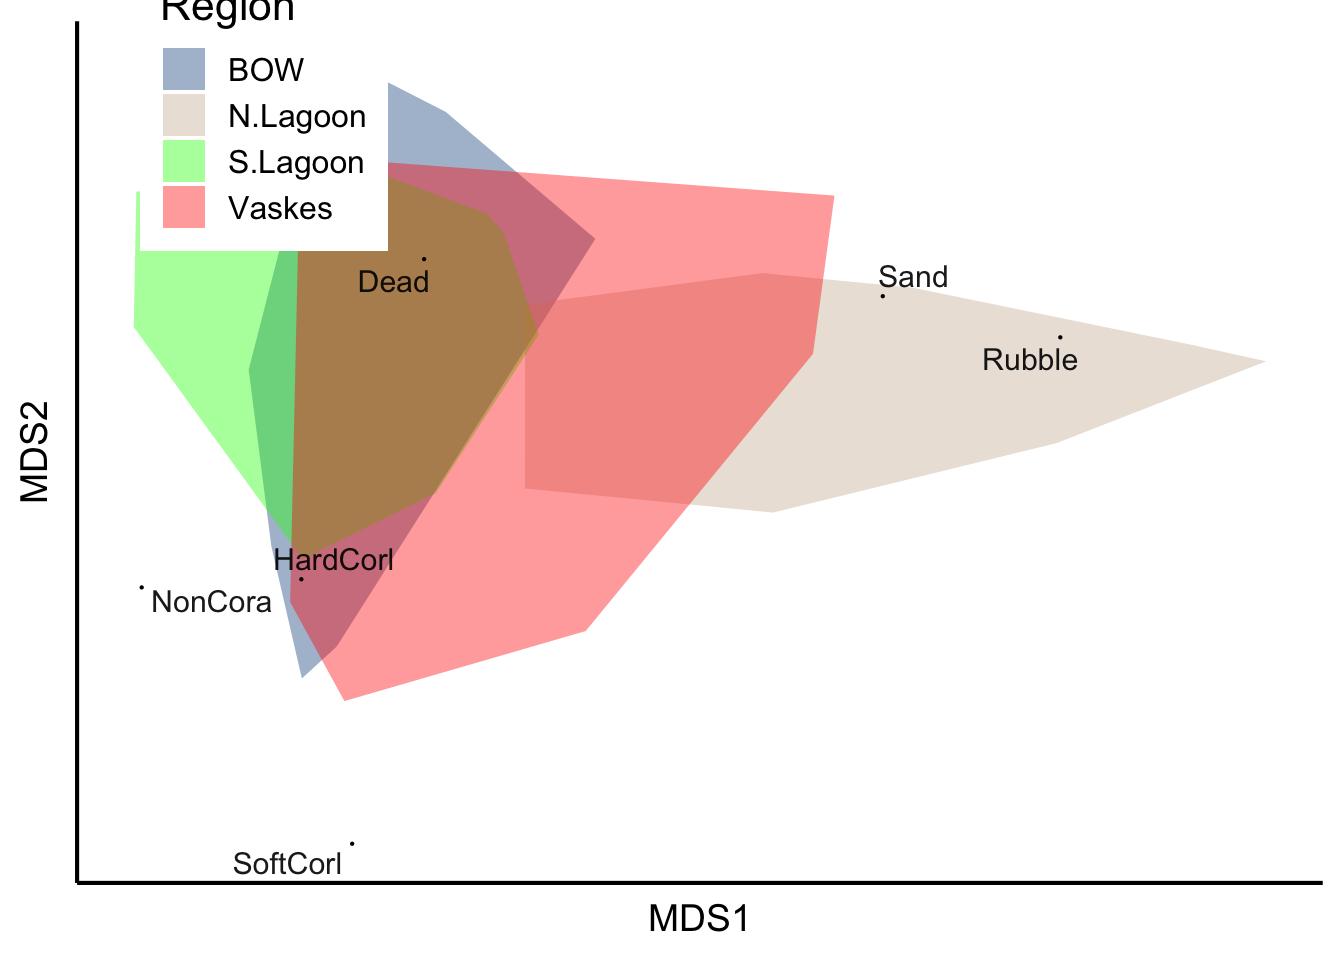 Region
BOW
N.Lagoon
S.Lagoon
Vaskes
Dead
Sand
Rubble
HardCorl
NonCora
SoftCorl
MDS2
MDS1